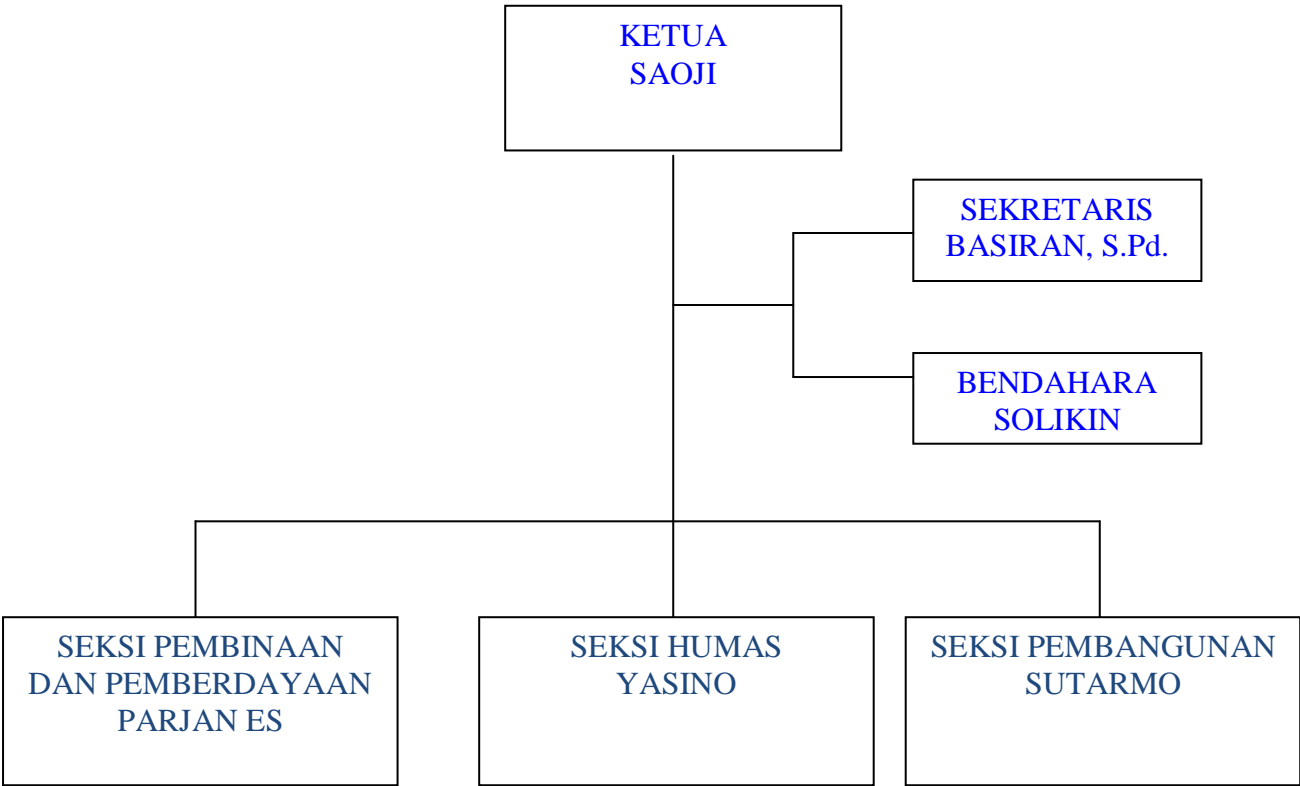 KETUA
SAOJI
SEKRETARIS
BASIRAN, S.Pd.
BENDAHARA
SOLIKIN
SEKSI PEMBINAAN
DAN PEMBERDAYAAN
PARJAN ES
SEKSI HUMAS
YASINO
SEKSI PEMBANGUNAN
SUTARMO